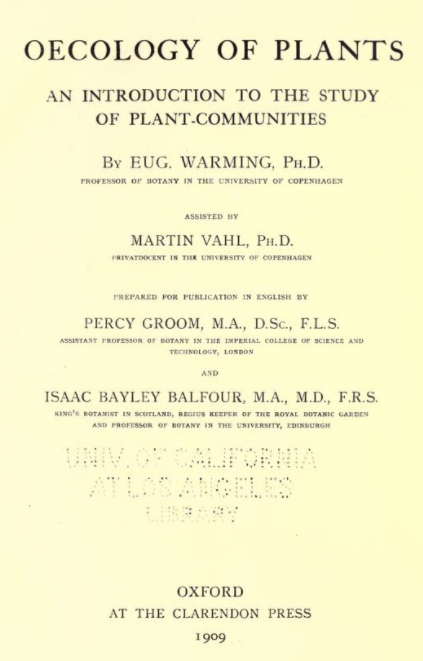 OECOLOGY OF PLANTS
AN INTRODUCTION TO THE STUDY
OF PLANT-COMMUNITIES
By EUG. WARMING, Ph.D.
PROFESSOR OF BOTANY IN THE UNIVERSITY OF COPENHAGEN
ASSISTED BY
MARTIN VAHL, Ph.D.
PRIVATDOCENT IN THE UNIVERSITY OF COPENHAGEN
PREPARED FOR PUBLICATION IN ENGLISH BY
PERCY GROOM, M.A., D.Sc., F.L.S.
ASSISTANT PROFESSOR OF BOTANY IN THE IMPERIAL COLLEGE OF SCIENCE AND
TECHNOLOGY, LONDON
AND
ISAAC BAYLEY BALFOUR, M.A., M.D., F.R.S.
KING'S BOTANIST IN SCOTLAND, REGIUS KEEPER OF THE ROYAL BOTANIC GARDEN
AND PROFESSOR OF BOTANY IN THE UNIVERSITY, EDINBURGH
UNIV. OF CALIFORNIA
AT LOS ANGELES
LIBRARY
OXFORD
AT THE CLARENDON PRESS
1909